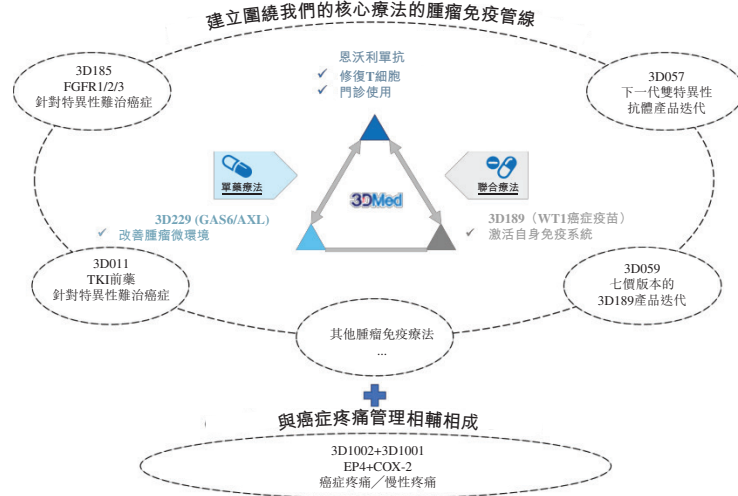 建立圍繞我們的核心療法的腫瘤免疫管線
3D185
FGFR1/2/3
針對特異性難治癌症
恩沃利單抗
✓ 修復T細胞
✓ 門診使用
3D057
下一代雙特異性
抗體產品迭代
單藥療法
3DMed
聯合療法
3D229 (GAS6/AXL)
✓ 改善腫瘤微環境
3D189（WT1癌症疫苗）
✓ 激活自身免疫系統
3D011
TKI前藥
針對特異性難治癌症
3D059
七價版本的
3D189產品迭代
其他腫瘤免疫療法
...
與癌症疼痛管理相輔相成
3D1002+3D1001
EP4+COX-2
癌症疼痛／慢性疼痛